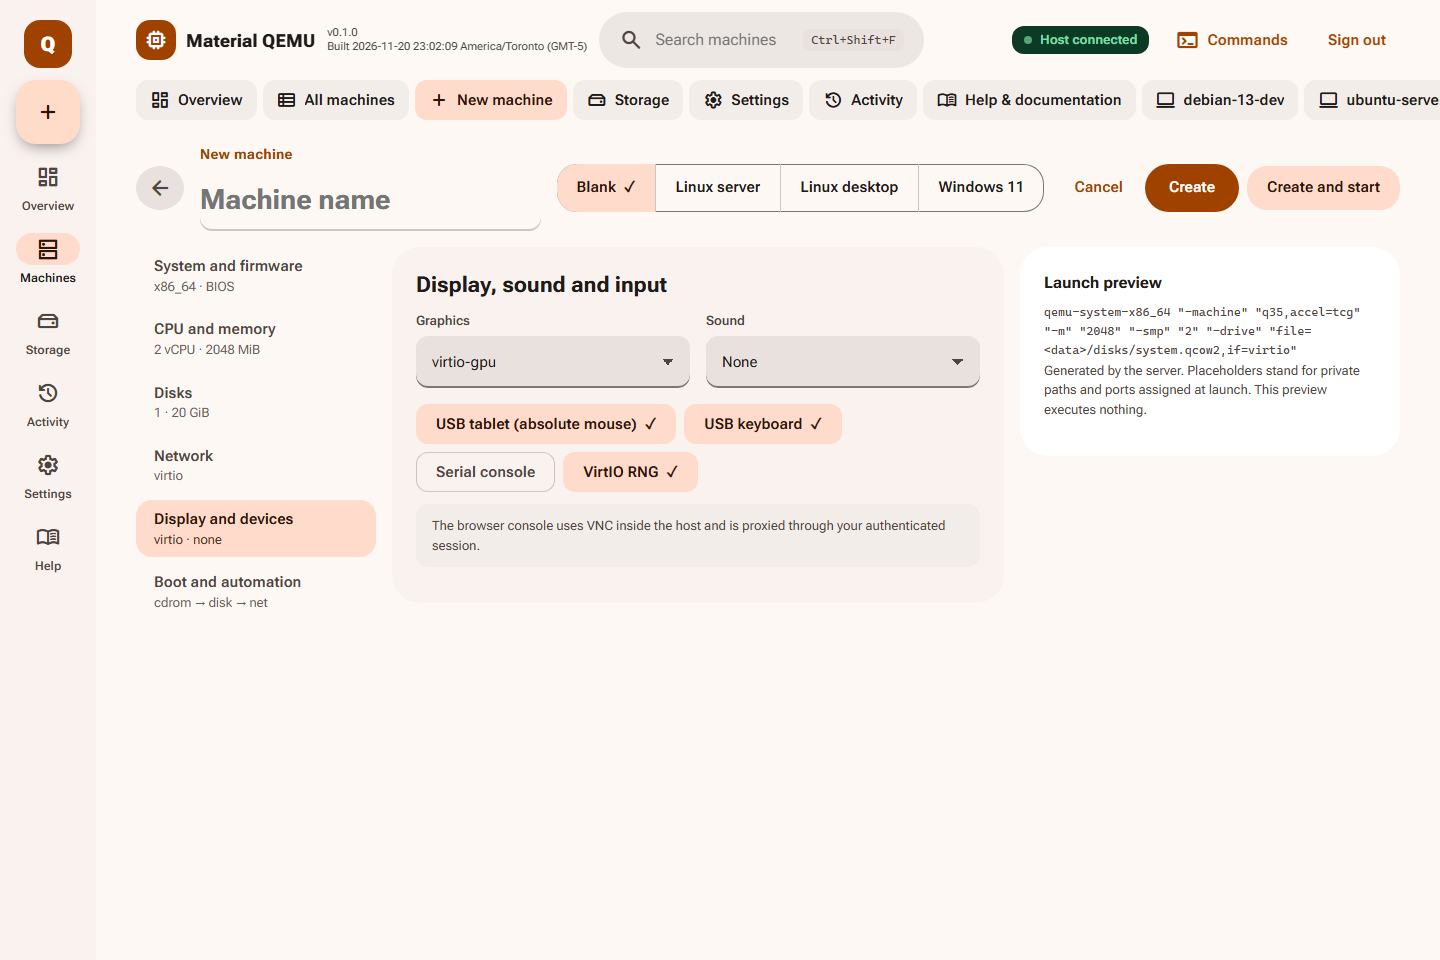 Q
Material QEMU
v0.1.0
Built 2026-11-20 23:02:09 America/Toronto (GMT-5)
Search machines
Ctrl+Shift+F
Host connected
Commands
Sign out
+
Overview
Machines
Storage
Activity
Settings
Help
Overview
All machines
New machine
Storage
Settings
Activity
Help & documentation
debian-13-dev
ubuntu-serve
New machine
Machine name
Blank ✓
Linux server
Linux desktop
Windows 11
Cancel
Create
Create and start
System and firmware
x86_64 · BIOS
CPU and memory
2 vCPU · 2048 MiB
Disks
1 · 20 GiB
Network
virtio
Display and devices
virtio · none
Boot and automation
cdrom → disk → net
Display, sound and input
Graphics
Sound
virtio-gpu
None
USB tablet (absolute mouse) ✓
USB keyboard ✓
Serial console
VirtIO RNG ✓
The browser console uses VNC inside the host and is proxied through your authenticated
session.
Launch preview
qemu-system-x86_64 "-machine" "q35,accel=tcg"
"-m" "2048" "-smp" "2" "-drive" "file=
<data>/disks/system.qcow2,if=virtio"
Generated by the server. Placeholders stand for private
paths and ports assigned at launch. This preview
executes nothing.